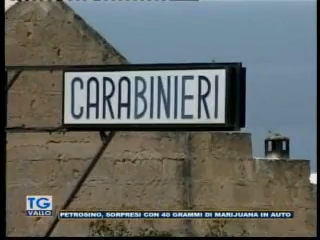 CARABINIERI
TG
VALLO
PETROSINO, SORPRESI CON 40 GRAMMI DI MARIJUANA IN AUTO